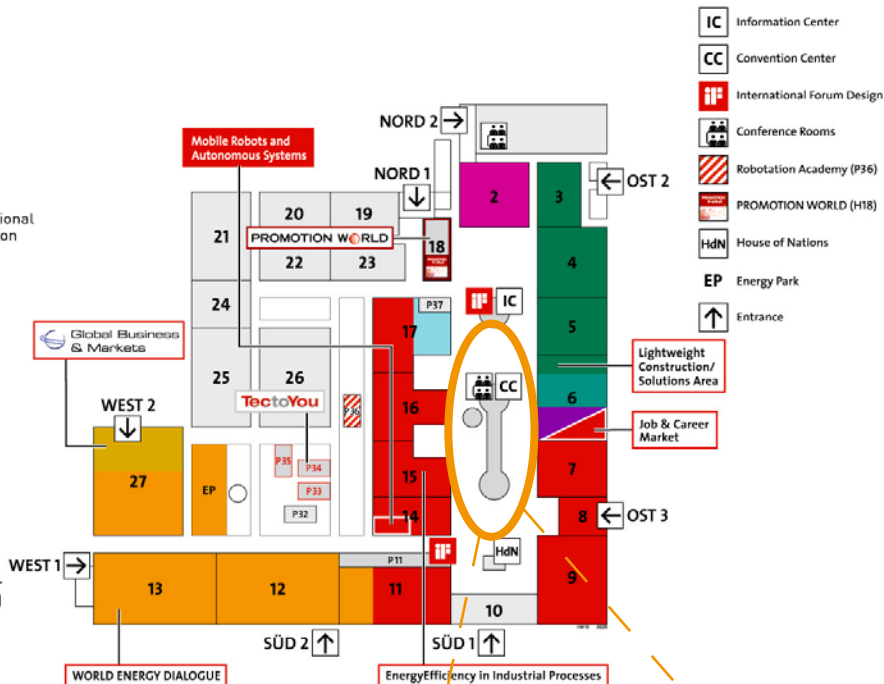 IC Information Center
CC Convention Center
iF International Forum Design
Conference Rooms
Robotation Academy (P36)
PROMOTION WORLD (H18)
HdN House of Nations
EP Energy Park
Entrance
ional
on
NORD 2
Mobile Robots and
Autonomous Systems
NORD 1
OST 2
2
3
20
19
21
PROMOTION WORLD
18
22
23
4
24
iF
IC
P37
17
5
Global Business
& Markets
Lightweight
Construction/
Solutions Area
25
26
CC
6
TectoYou
WEST 2
P36
16
Job & Career
Market
P35
P34
7
27
EP
P33
15
P32
14
8
OST 3
WEST 1
P11
iF
HdN
13
12
11
9
10
SÜD 2
SÜD 1
WORLD ENERGY DIALOGUE
EnergyEfficiency in Industrial Processes